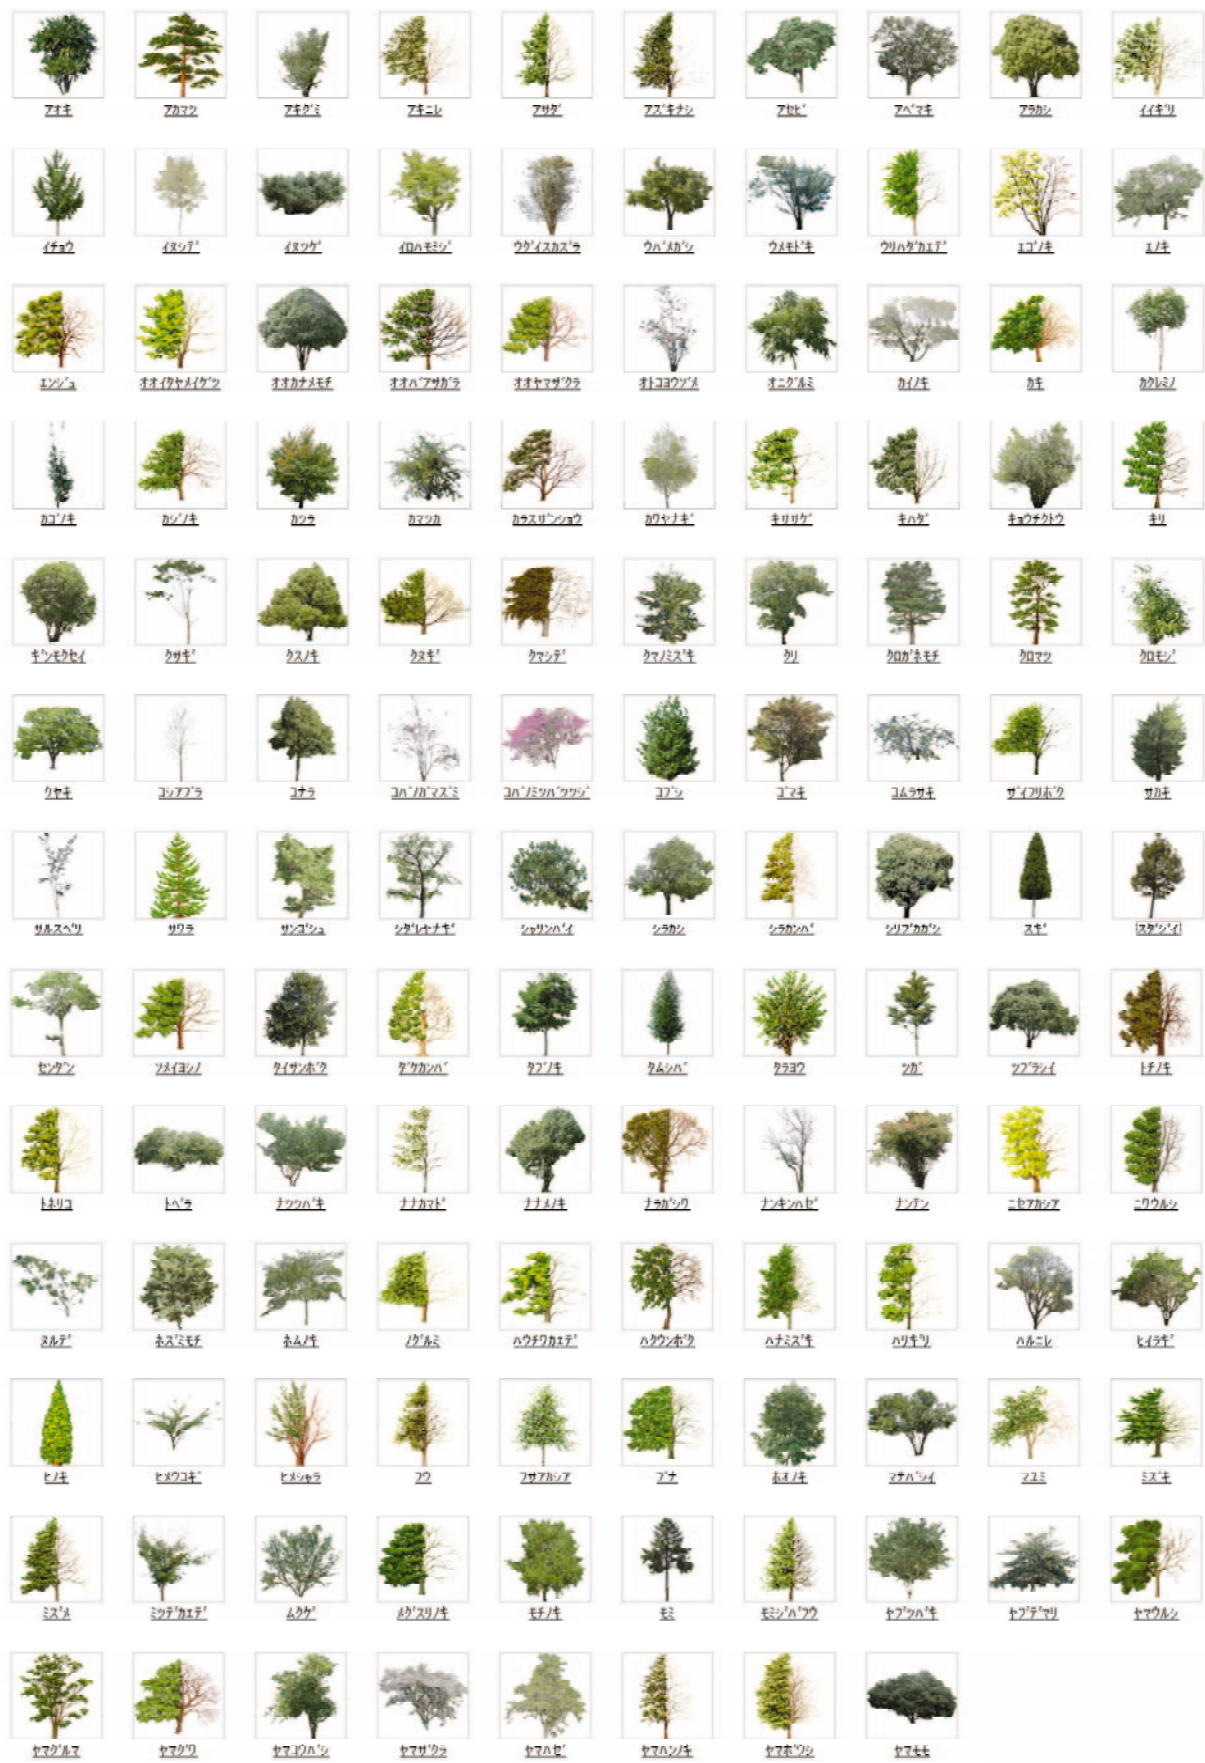 ｱｵｷ ｱｶﾏﾂ ｱｷｸﾞﾐ ｱｷﾆﾚ ｱｻﾀﾞ ｱｽﾞｷﾅｼ ｱｾﾋﾞ ｱﾍﾞﾏｷ ｱﾗｶｼ ｲｲｷﾞﾘ
ｲﾁｮｳ ｲﾇｼﾃﾞ ｲﾇﾂｹﾞ ｲﾛﾊﾓﾐｼﾞ ｳｸﾞｲｽｶｽﾞﾗ ｳﾊﾞﾒｶﾞｼ ｳﾒﾓﾄﾞｷ ｳﾘﾊﾀﾞｶｴﾃﾞ ｴｺﾞﾉｷ ｴﾉｷ
ｴﾝｼﾞｭ ｵｵｲﾀﾔﾒｲｹﾞﾂ ｵｵｶﾅﾒﾓﾁ ｵｵﾊﾞｱｻｶﾞﾗ ｵｵﾔﾏｻﾞｸﾗ ｵﾄｺﾖｳｿﾞﾒ ｵﾆｸﾞﾙﾐ ｶｲﾉｷ ｶｷ ｶｸﾚﾐﾉ
ｶｺﾞﾉｷ ｶｼﾞﾉｷ ｶﾂﾗ ｶﾏﾂｶ ｶﾗｽｻﾞﾝｼｮｳ ｶﾜﾔﾅｷﾞ ｷｻｻｹﾞ ｷﾊﾀﾞ ｷｮｳﾁｸﾄｳ ｷﾘ
ｷﾞﾝﾓｸｾｲ ｸｻｷﾞ ｸｽﾉｷ ｸﾇｷﾞ ｸﾏｼﾃﾞ ｸﾏﾉﾐｽﾞｷ ｸﾘ ｸﾛｶﾞﾈﾓﾁ ｸﾛﾏﾂ ｸﾛﾓｼﾞ
ｹﾔｷ ｺｼｱﾌﾞﾗ ｺﾅﾗ ｺﾊﾞﾉｶﾞﾏｽﾞﾐ ｺﾊﾞﾉﾐﾂﾊﾞﾂﾂｼﾞ ｺﾌﾞｼ ｺﾞﾏｷ ｺﾑﾗｻｷ ｻﾞｲﾌﾘﾎﾞｸ ｻｶｷ
ｻﾙｽﾍﾞﾘ ｻﾜﾗ ｻﾝｺﾞｼﾞｭ ｼﾀﾞﾚﾔﾅｷﾞ ｼｬﾘﾝﾊﾞｲ ｼﾗｶｼ ｼﾗｶﾝﾊﾞ ｼﾘﾌﾞｶｶﾞｼ ｽｷﾞ ｽﾀﾞｼﾞｲ
ｾﾝﾀﾞﾝ ｿﾒｲﾖｼﾉ ﾀｲｻﾝﾎﾞｸ ﾀﾞｹｶﾝﾊﾞ ﾀﾌﾞﾉｷ ﾀﾑｼﾊﾞ ﾀﾗﾖｳ ﾂｶﾞ ﾂﾌﾞﾗｼﾞｲ ﾄﾁﾉｷ
ﾄﾈﾘｺ ﾄﾍﾞﾗ ﾅﾂﾂﾊﾞｷ ﾅﾅｶﾏﾄﾞ ﾅﾅﾒﾉｷ ﾅﾗｶﾞｼﾜ ﾅﾝｷﾝﾊｾﾞ ﾅﾝﾃﾝ ﾆｾｱｶｼｱ ﾆﾜｳﾙｼ
ﾇﾙﾃﾞ ﾈｽﾞﾐﾓﾁ ﾈﾑﾉｷ ﾉｸﾞﾙﾐ ﾊｳﾁﾜｶｴﾃﾞ ﾊｸｳﾝﾎﾞｸ ﾊﾅﾐｽﾞｷ ﾊﾘｷﾞﾘ ﾊﾙﾆﾚ ﾋｲﾗｷﾞ
ﾋﾉｷ ﾋﾒｳｺｷﾞ ﾋﾒｼｬﾗ ﾌｳ ﾌｻｱｶｼｱ ﾌﾞﾅ ﾎｵﾉｷ ﾏﾃﾊﾞｼｲ ﾏﾕﾐ ﾐｽﾞｷ
ﾐｽﾞﾒ ﾐﾂﾃﾞｶｴﾃﾞ ﾑｸｹﾞ ﾒｸﾞｽﾘﾉｷ ﾓﾁﾉｷ ﾓﾐ ﾓﾐｼﾞﾊﾞﾌｳ ﾔﾌﾞﾂﾊﾞｷ ﾔﾌﾞﾃﾞﾏﾘ ﾔﾏｳﾙｼ
ﾔﾏｸﾞﾙﾏ ﾔﾏｸﾞﾜ ﾔﾏｺｳﾊﾞｼ ﾔﾏｻﾞｸﾗ ﾔﾏﾊｾﾞ ﾔﾏﾊﾝﾉｷ ﾔﾏﾎﾞｳｼ ﾔﾏﾓﾓ